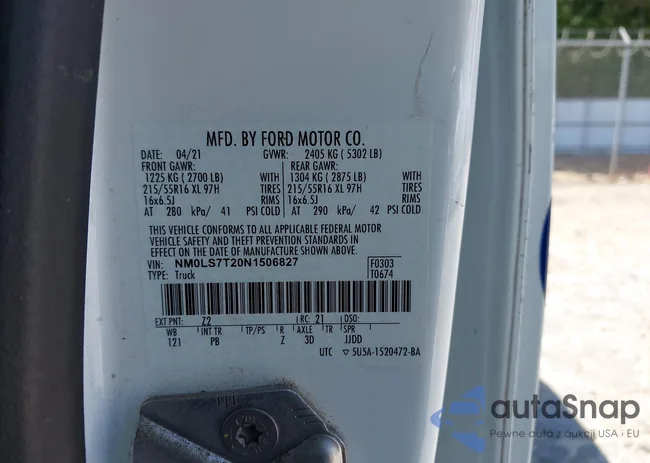 MFD. BY FORD MOTOR CO.
DATE: 04/21 GVWR: 2405 KG ( 5302 LB)
FRONT GAWR: REAR GAWR:
1225 KG ( 2700 LB) WITH 1304 KG ( 2875 LB) WITH
215/55R16 XL 97H TIRES 215/55R16 XL 97H TIRES
16x6.5J RIMS 16x6.5J RIMS
AT 280 kPa/ 41 PSI COLD AT 290 kPa/ 42 PSI COLD
THIS VEHICLE CONFORMS TO ALL APPLICABLE FEDERAL MOTOR
VEHICLE SAFETY AND THEFT PREVENTION STANDARDS IN
EFFECT ON THE DATE OF MANUFACTURE SHOWN ABOVE.
VIN: NM0LS7T20N1506827 F0303
TYPE: Truck T0674
EXT PNT: Z2 RC: 21 DSO:
WB INT TR TP/PS R AXLE TR SPR
121 PB Z 3D JJDD
UTC ▽ 5U5A-1520472-BA
autaSnap
Pewne auta z aukcji USA i EU